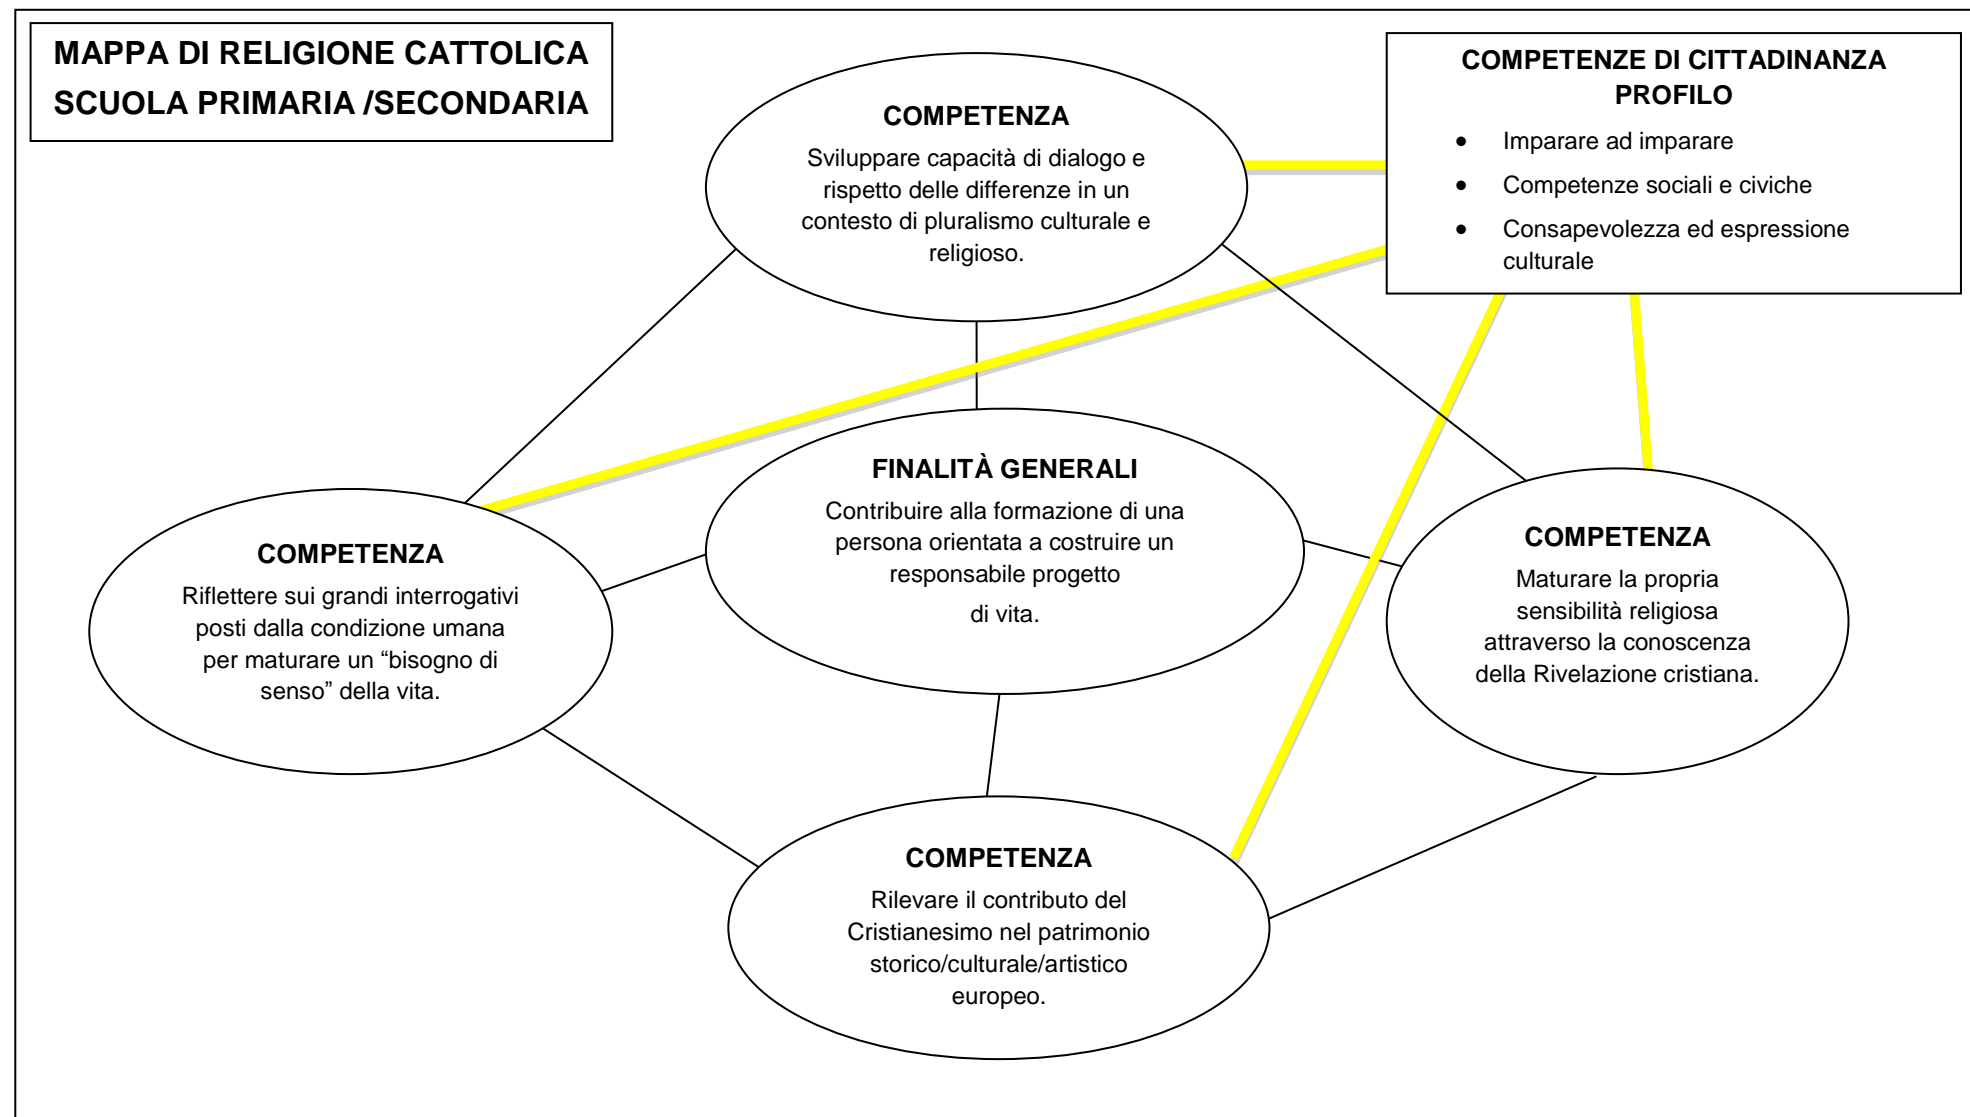 MAPPA DI RELIGIONE CATTOLICA
SCUOLA PRIMARIA /SECONDARIA
COMPETENZA
Sviluppare capacità di dialogo e
rispetto delle differenze in un
contesto di pluralismo culturale e
religioso.
COMPETENZE DI CITTADINANZA
PROFILO
• Imparare ad imparare
• Competenze sociali e civiche
• Consapevolezza ed espressione
culturale
FINALITÀ GENERALI
Contribuire alla formazione di una
persona orientata a costruire un
responsabile progetto
di vita.
COMPETENZA
Riflettere sui grandi interrogativi
posti dalla condizione umana
per maturare un “bisogno di
senso” della vita.
COMPETENZA
Maturare la propria
sensibilità religiosa
attraverso la conoscenza
della Rivelazione cristiana.
COMPETENZA
Rilevare il contributo del
Cristianesimo nel patrimonio
storico/culturale/artistico
europeo.